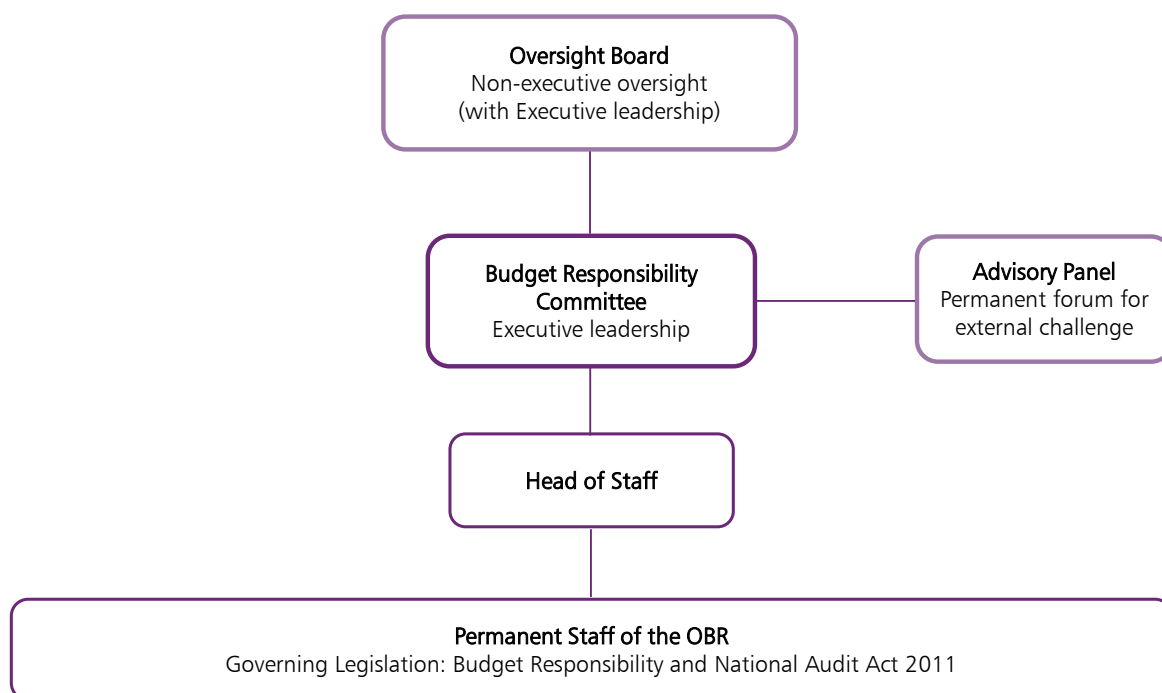 Oversight Board
Non-executive oversight
(with Executive leadership)
Budget Responsibility
Committee
Executive leadership
Advisory Panel
Permanent forum for
external challenge
Head of Staff
Permanent Staff of the OBR
Governing Legislation: Budget Responsibility and National Audit Act 2011